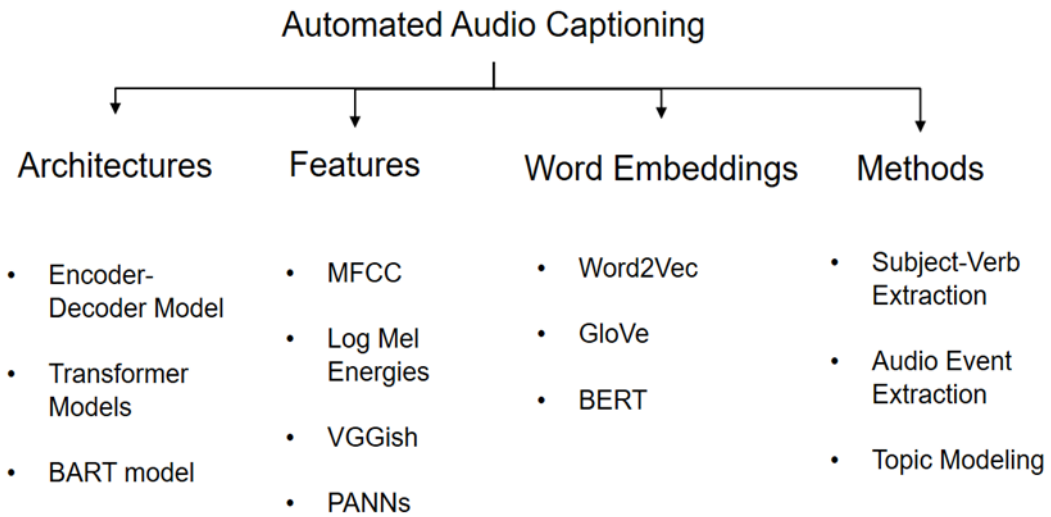 Automated Audio Captioning
Architectures
• Encoder-
Decoder Model
• Transformer
Models
• BART model
Features
• MFCC
• Log Mel
Energies
• VGGish
• PANNs
Word Embeddings
• Word2Vec
• GloVe
• BERT
Methods
• Subject-Verb
Extraction
• Audio Event
Extraction
• Topic Modeling